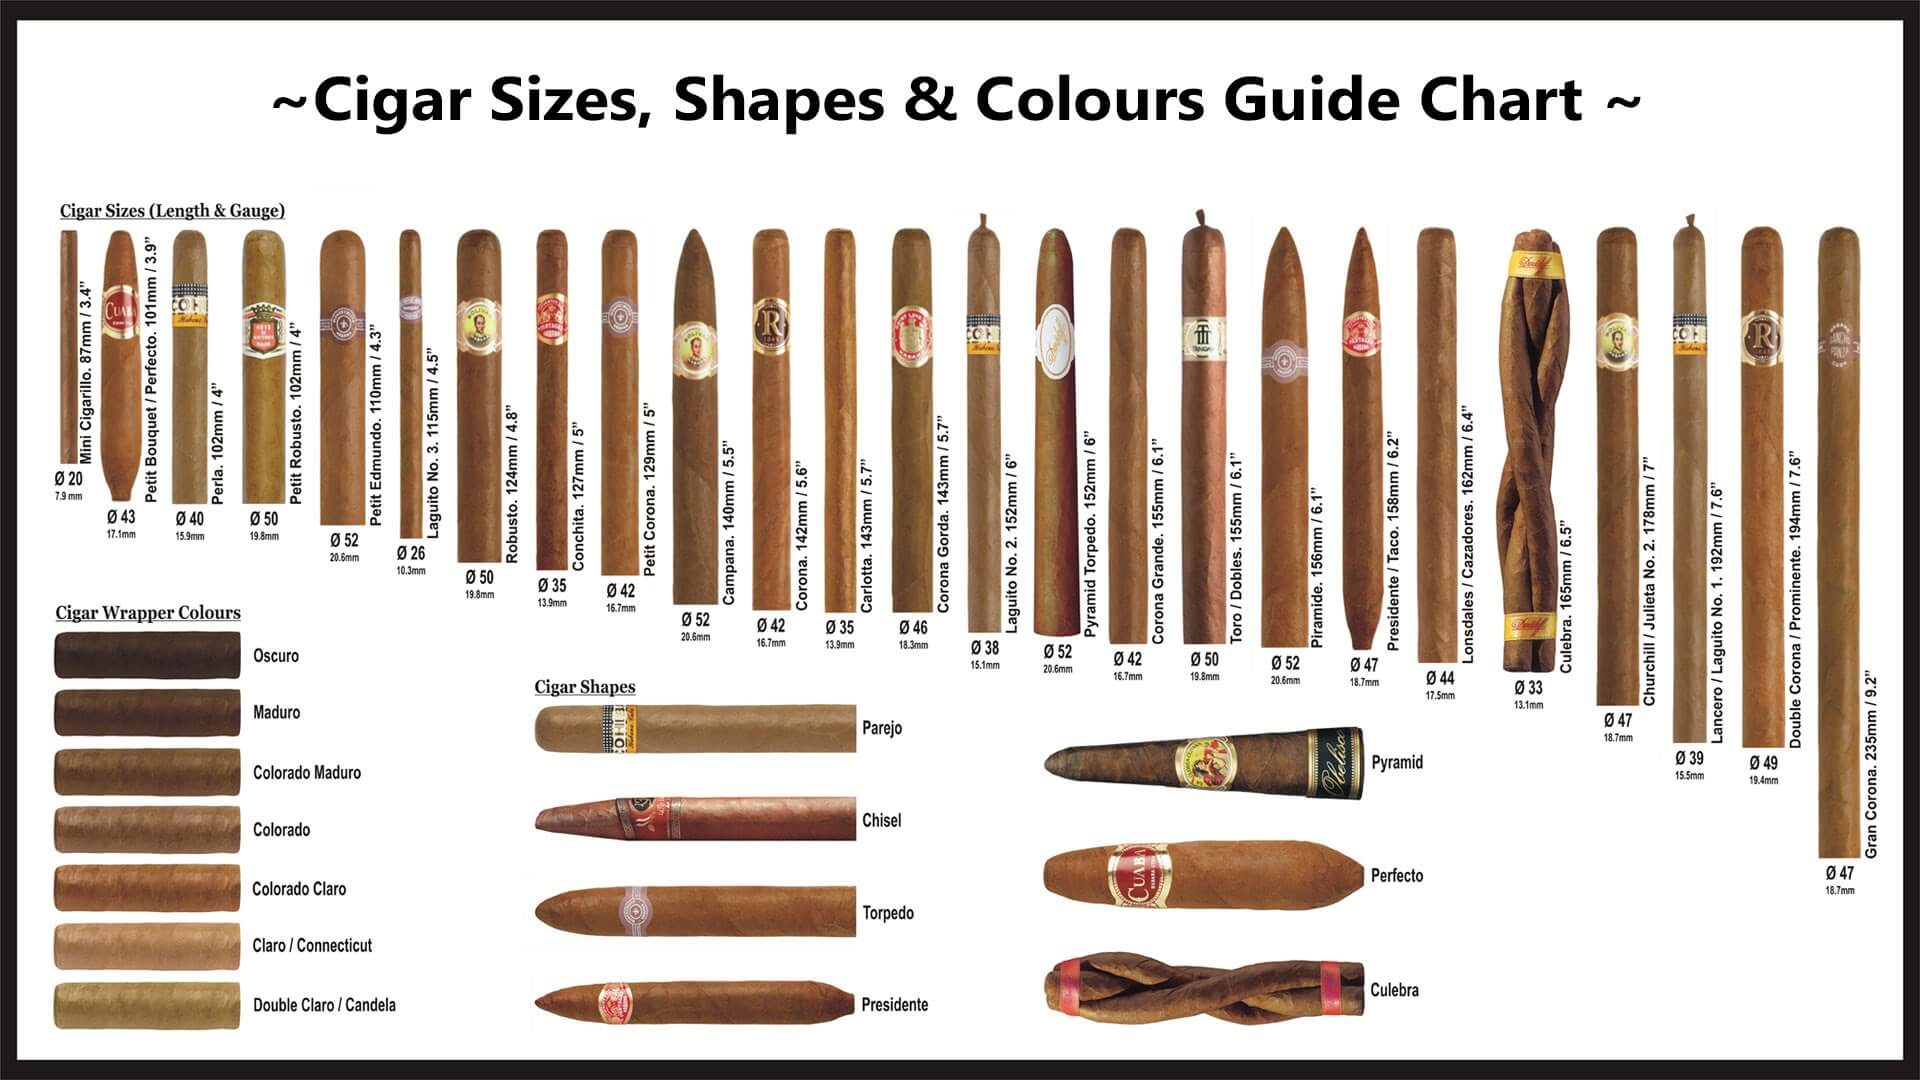 ~Cigar Sizes, Shapes & Colours Guide Chart ~
Cigar Sizes (Length & Gauge)
Mini Cigarillo. 87mm / 3.4”
Ø 20
7.9 mm
CUABA
Petit Bouquet / Perfecto. 101mm / 3.9”
Ø 43
17.1mm
Perla. 102mm / 4”
Ø 40
15.9mm
Petit Robusto. 102mm / 4”
Ø 50
19.8mm
Petit Edmundo. 110mm / 4.3”
Ø 52
20.6mm
Laguito No. 3. 115mm / 4.5”
Ø 26
10.3mm
Robusto. 124mm / 4.8”
Ø 50
19.8mm
Conchita. 127mm / 5”
Ø 35
13.9mm
Petit Corona. 129mm / 5”
Ø 42
16.7mm
Campana. 140mm / 5.5”
Ø 52
20.6mm
R
Corona. 142mm / 5.6”
Ø 42
16.7mm
Carlotta. 143mm / 5.7”
Ø 35
13.9mm
Corona Gorda. 143mm / 5.7”
Ø 46
18.3mm
Laguito No. 2. 152mm / 6”
Ø 38
15.1mm
Davidoff
Pyramid Torpedo. 152mm / 6”
Ø 52
20.6mm
Corona Grande. 155mm / 6.1”
Ø 42
16.7mm
Toro / Dobles. 155mm / 6.1”
Ø 50
19.8mm
Piramide. 156mm / 6.1”
Ø 52
20.6mm
Presidente / Taco. 158mm / 6.2”
Ø 47
18.7mm
Lonsdales / Cazadores. 162mm / 6.4”
Ø 44
17.5mm
Culebra. 165mm / 6.5”
Ø 33
13.1mm
Churchill / Julieta No. 2. 178mm / 7”
Ø 47
18.7mm
Lancero / Laguito No. 1. 192mm / 7.6”
Ø 39
15.5mm
R
Double Corona / Prominente. 194mm / 7.6”
Ø 49
19.4mm
Gran Corona. 235mm / 9.2”
Ø 47
18.7mm
Cigar Wrapper Colours
Oscuro
Maduro
Colorado Maduro
Colorado
Colorado Claro
Claro / Connecticut
Double Claro / Candela
Cigar Shapes
Parejo
Chisel
Torpedo
Presidente
Pyramid
CUABA
Perfecto
Culebra